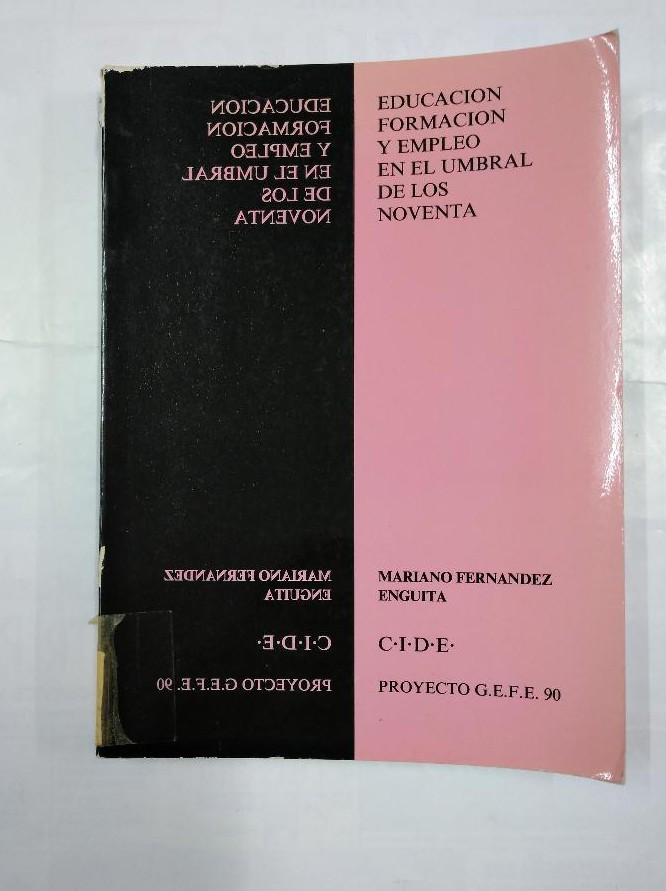 EDUCACION
FORMACION
Y EMPLEO
EN EL UMBRAL
DE LOS
NOVENTA
MARIANO FERNANDEZ
ENGUITA
C·I·D·E·
PROYECTO G.E.F.E. 90
EDUCACION
FORMACION
Y EMPLEO
EN EL UMBRAL
DE LOS
NOVENTA
MARIANO FERNANDEZ
ENGUITA
C·I·D·E·
PROYECTO G.E.F.E. 90